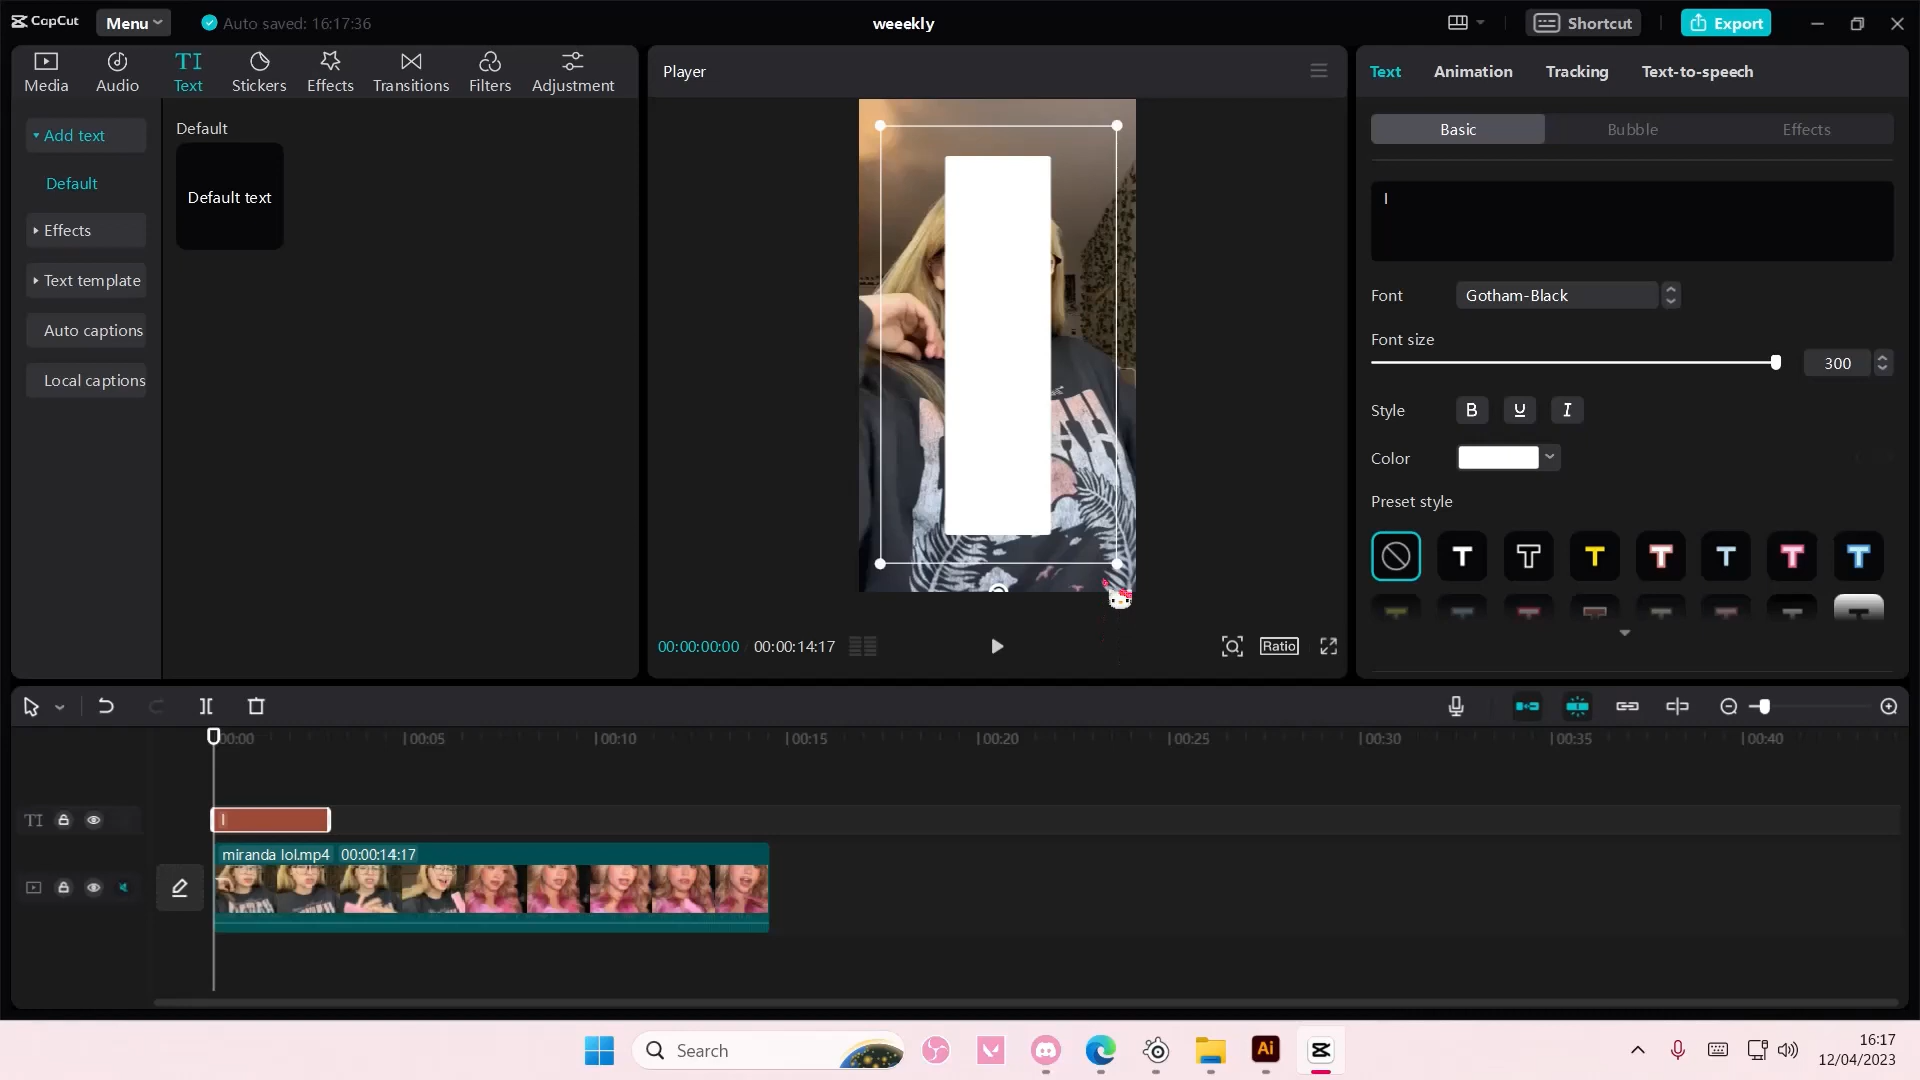 CapCut Menu Auto saved: 16:17:36 weeekly Shortcut Export
Media Audio Text Stickers Effects Transitions Filters Adjustment
Add text
Default
Effects
Text template
Auto captions
Local captions
Default
Default text
Player
00:00:00:00 00:00:14:17 Ratio
Text Animation Tracking Text-to-speech
Basic Bubble Effects
I
Font Gotham-Black
Font size
300
Style B U I
Color
Preset style
T T T T T T T
00:00 00:05 00:10 00:15 00:20 00:25 00:30 00:35 00:40
TI I
miranda lol.mp4 00:00:14:17
Search Ai
16:17
12/04/2023